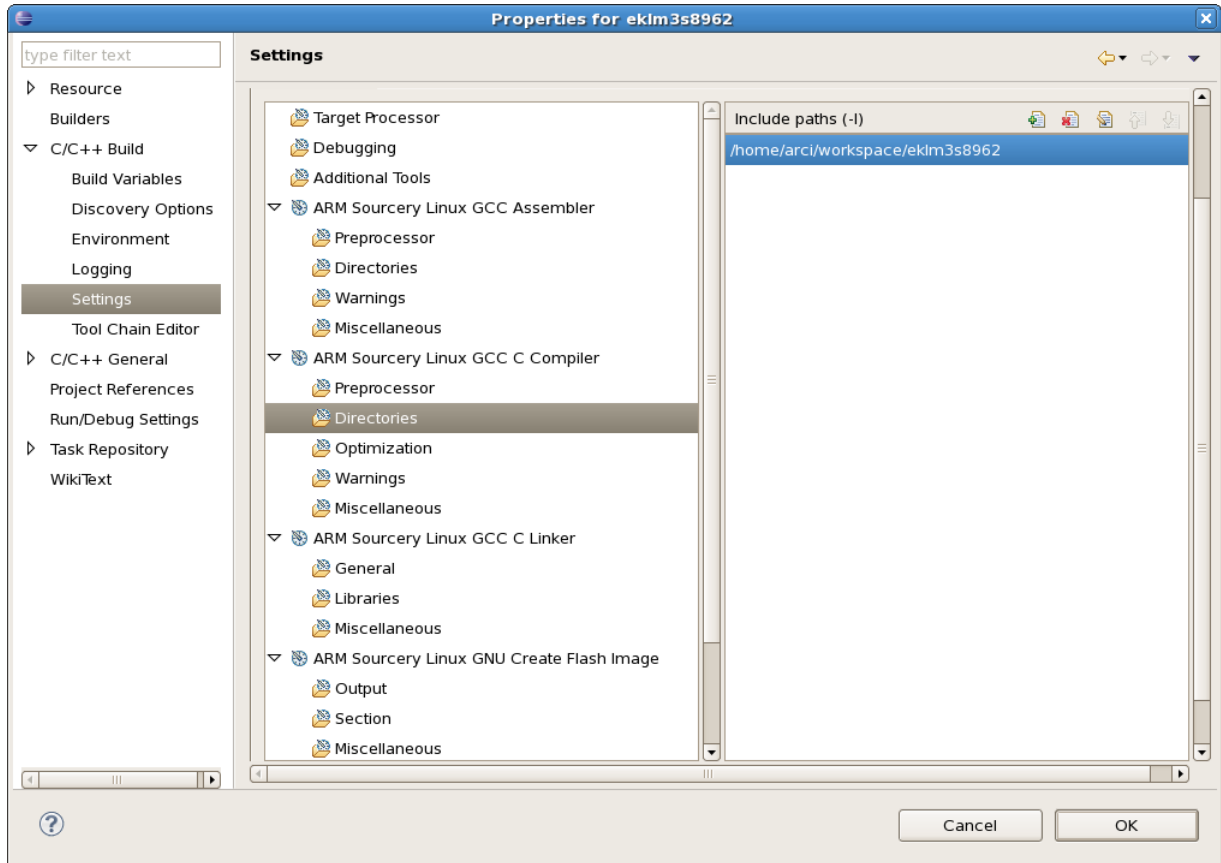 Properties for eklm3s8962
type filter text
Resource
Builders
C/C++ Build
Build Variables
Discovery Options
Environment
Logging
Settings
Tool Chain Editor
C/C++ General
Project References
Run/Debug Settings
Task Repository
WikiText
Settings
Target Processor
Debugging
Additional Tools
ARM Sourcery Linux GCC Assembler
Preprocessor
Directories
Warnings
Miscellaneous
ARM Sourcery Linux GCC C Compiler
Preprocessor
Directories
Optimization
Warnings
Miscellaneous
ARM Sourcery Linux GCC C Linker
General
Libraries
Miscellaneous
ARM Sourcery Linux GNU Create Flash Image
Output
Section
Miscellaneous
Include paths (-I)
/home/arci/workspace/eklm3s8962
Cancel
OK